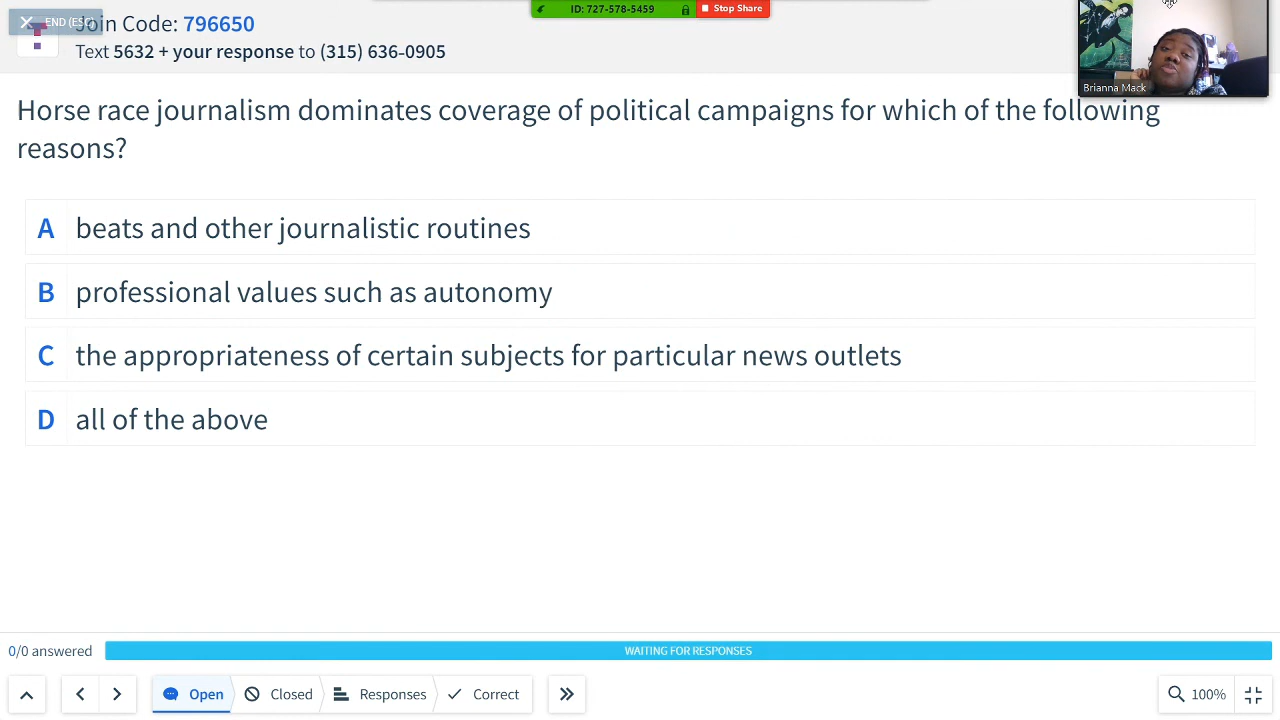 END (ESC)
Join Code: 796650
Text 5632 + your response to (315) 636-0905
ID: 727-578-5459
Stop Share
Brianna Mack
Horse race journalism dominates coverage of political campaigns for which of the following
reasons?
A beats and other journalistic routines
B professional values such as autonomy
C the appropriateness of certain subjects for particular news outlets
D all of the above
0/0 answered
WAITING FOR RESPONSES
Open Closed Responses Correct
100%